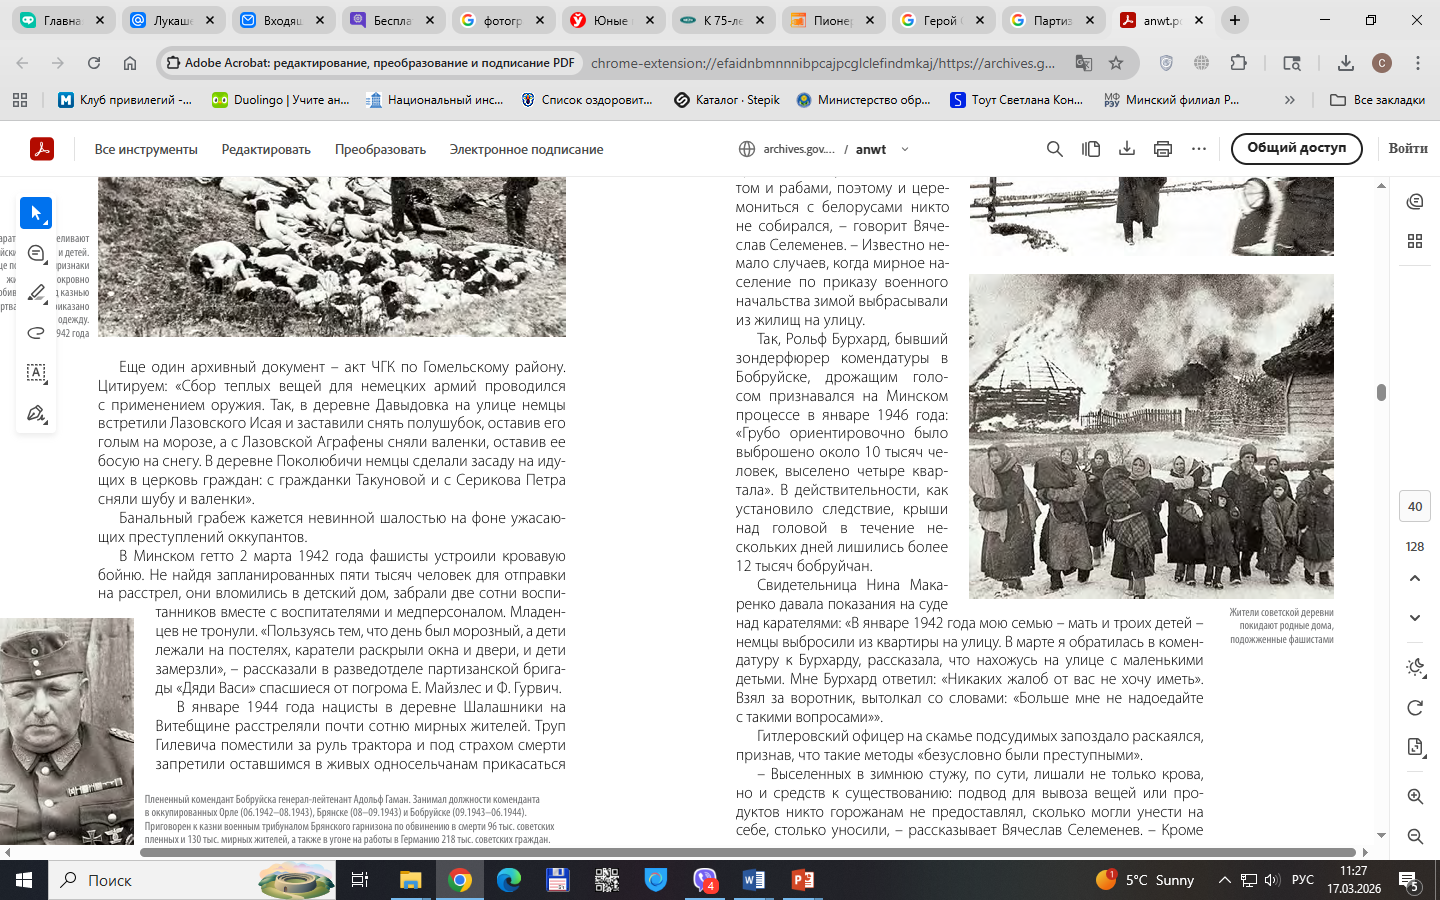 Главна
Лукаше
Входящ
Беспла
фотогр
Юные
К 75-ле
Пионер
Герой
Партиз
anwt.pc
Adobe Acrobat: редактирование, преобразование и подписание PDF
chrome-extension://efaidnbmnnnibpcajpcglclefindmkaj/https://archives.g...
Клуб привилегий -...
Duolingo | Учите ан...
Национальный инс...
Список оздоровит...
Каталог · Stepik
Министерство обр...
Тоут Светлана Кон...
Минский филиал Р...
Все закладки
Все инструменты
Редактировать
Преобразовать
Электронное подписание
archives.gov.... / anwt
Общий доступ
Войти
и детей.
ризнаки
окровно
д казнью
риказано
одежду.
942 года
Еще один архивный документ – акт ЧГК по Гомельскому району.
Цитируем: «Сбор теплых вещей для немецких армий проводился
с применением оружия. Так, в деревне Давыдовка на улице немцы
встретили Лазовского Исая и заставили снять полушубок, оставив его
голым на морозе, а с Лазовской Аграфены сняли валенки, оставив ее
босую на снегу. В деревне Поколюбичи немцы сделали засаду на иду-
щих в церковь граждан: с гражданки Такуновой и с Серикова Петра
сняли шубу и валенки».
Банальный грабеж кажется невинной шалостью на фоне ужасаю-
щих преступлений оккупантов.
В Минском гетто 2 марта 1942 года фашисты устроили кровавую
бойню. Не найдя запланированных пяти тысяч человек для отправки
на расстрел, они вломились в детский дом, забрали две сотни воспи-
танников вместе с воспитателями и медперсоналом. Младен-
цев не тронули. «Пользуясь тем, что день был морозный, а дети
лежали на постелях, каратели раскрыли окна и двери, и дети
замерзли», – рассказали в разведотделе партизанской брига-
ды «Дяди Васи» спасшиеся от погрома Е. Майзлес и Ф. Гурвич.
В январе 1944 года нацисты в деревне Шалашники на
Витебщине расстреляли почти сотню мирных жителей. Труп
Гилевича поместили за руль трактора и под страхом смерти
запретили оставшимся в живых односельчанам прикасаться
Плененный комендант Бобруйска генерал-лейтенант Адольф Гаман. Занимал должности коменданта
в оккупированных Орле (06.1942–08.1943), Брянске (08–09.1943) и Бобруйске (09.1943–06.1944).
Приговорен к казни военным трибуналом Брянского гарнизона по обвинению в смерти 96 тыс. советских
пленных и 130 тыс. мирных жителей, а также в угоне на работы в Германию 218 тыс. советских граждан.
том и рабами, поэтому и цере-
мониться с белорусами никто
не собирался, – говорит Вяче-
слав Селеменев. – Известно не-
мало случаев, когда мирное на-
селение по приказу военного
начальства зимой выбрасывали
из жилищ на улицу.
Так, Рольф Бурхард, бывший
зондерфюрер комендатуры в
Бобруйске, дрожащим голо-
сом признавался на Минском
процессе в январе 1946 года:
«Грубо ориентировочно было
выброшено около 10 тысяч че-
ловек, выселено четыре квар-
тала». В действительности, как
установило следствие, крыши
над головой в течение не-
скольких дней лишились более
12 тысяч бобруйчан.
Свидетельница Нина Мака-
ренко давала показания на суде
над карателями: «В январе 1942 года мою семью – мать и троих детей –
немцы выбросили из квартиры на улицу. В марте я обратилась в комен-
датуру к Бурхарду, рассказала, что нахожусь на улице с маленькими
детьми. Мне Бурхард ответил: «Никаких жалоб от вас не хочу иметь».
Взял за воротник, вытолкал со словами: «Больше мне не надоедайте
с такими вопросами»».
Гитлеровский офицер на скамье подсудимых запоздало раскаялся,
признав, что такие методы «безусловно были преступными».
– Выселенных в зимнюю стужу, по сути, лишали не только крова,
но и средств к существованию: подвод для вывоза вещей или про-
дуктов никто горожанам не предоставлял, сколько могли унести на
себе, столько уносили, – рассказывает Вячеслав Селеменев. – Кроме
Жители советской деревни
покидают родные дома,
подожженные фашистами
40
128
Поиск
4
1
5°C Sunny
РУС
11:27
17.03.2026
5